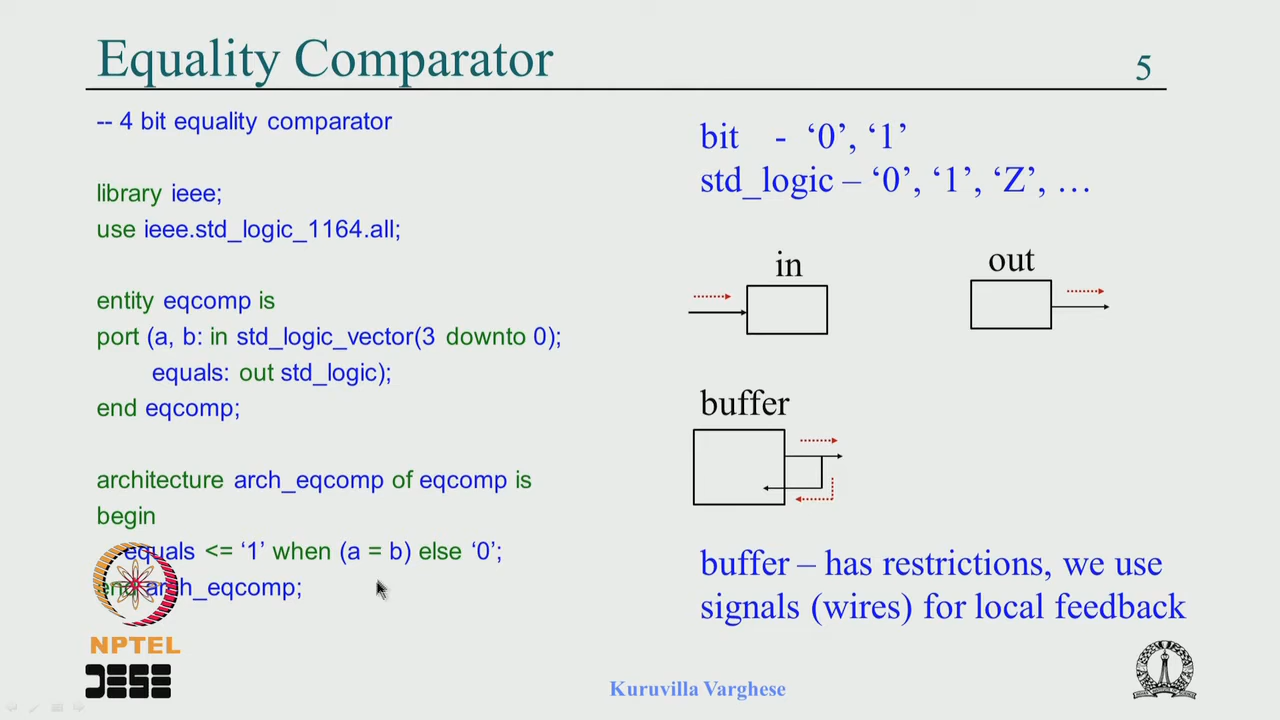 Equality Comparator
5
-- 4 bit equality comparator
library ieee;
use ieee.std_logic_1164.all;
entity eqcomp is
port (a, b: in std_logic_vector(3 downto 0);
equals: out std_logic);
end eqcomp;
architecture arch_eqcomp of eqcomp is
begin
equals <= ‘1’ when (a = b) else ‘0’;
end arch_eqcomp;
bit - ‘0’, ‘1’
std_logic – ‘0’, ‘1’, ‘Z’, …
in
out
buffer
buffer – has restrictions, we use
signals (wires) for local feedback
NPTEL
Kuruvilla Varghese